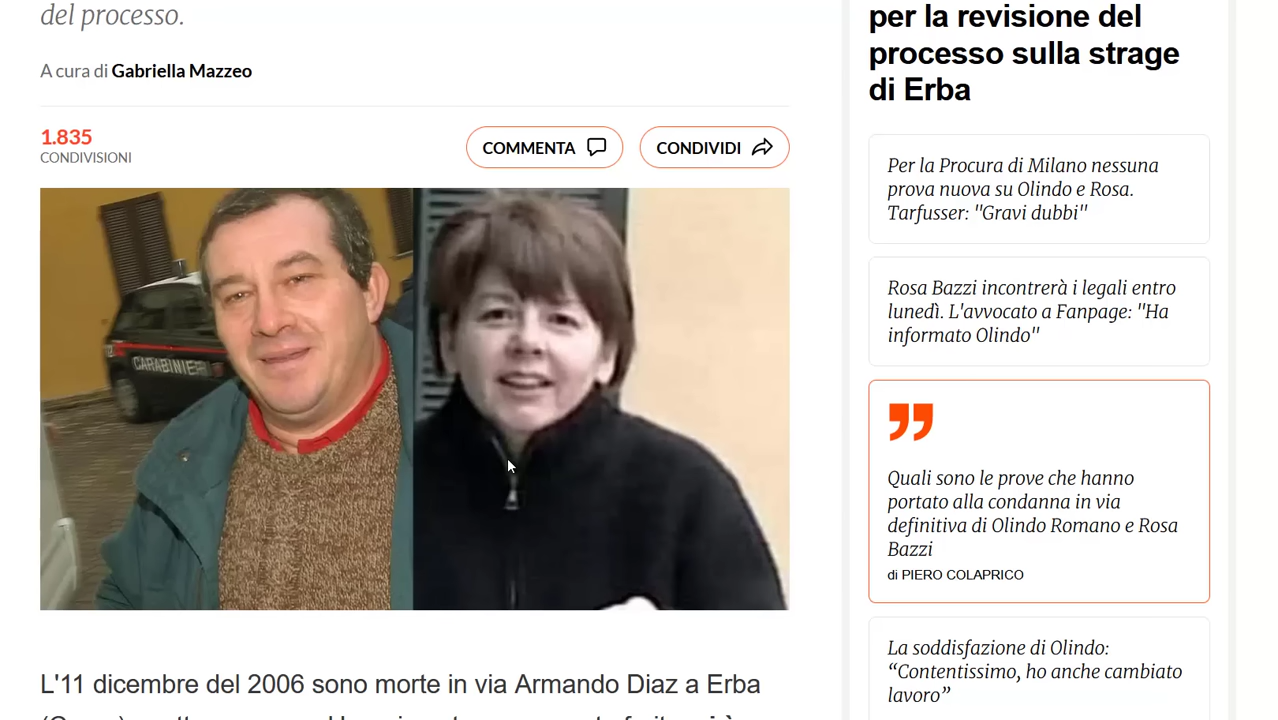 del processo.
A cura di Gabriella Mazzeo
1.835
CONDIVISIONI
COMMENTA
CONDIVIDI
CARABINIERI
L'11 dicembre del 2006 sono morte in via Armando Diaz a Erba
per la revisione del
processo sulla strage
di Erba
Per la Procura di Milano nessuna
prova nuova su Olindo e Rosa.
Tarfusser: "Gravi dubbi"
Rosa Bazzi incontrerà i legali entro
lunedì. L'avvocato a Fanpage: "Ha
informato Olindo"
Quali sono le prove che hanno
portato alla condanna in via
definitiva di Olindo Romano e Rosa
Bazzi
di PIERO COLAPRICO
La soddisfazione di Olindo:
“Contentissimo, ho anche cambiato
lavoro”